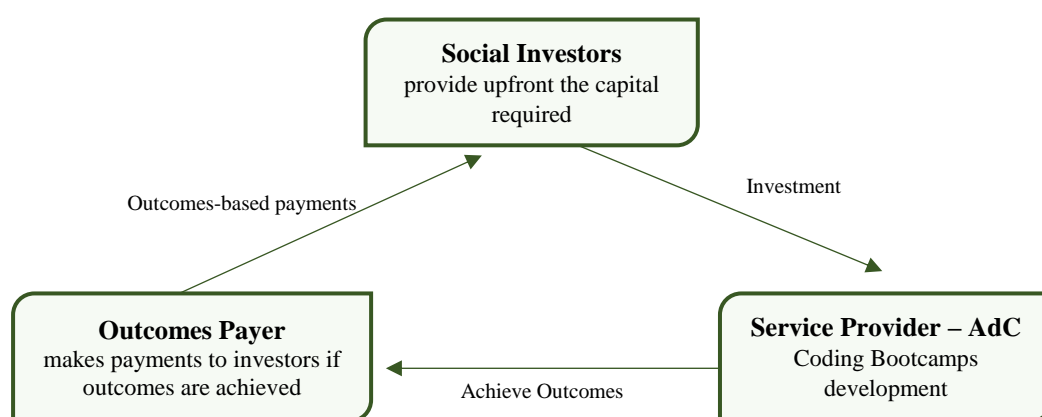 Social Investors
provide upfront the capital
required
Outcomes-based payments
Investment
Outcomes Payer
makes payments to investors if
outcomes are achieved
Achieve Outcomes
Service Provider – AdC
Coding Bootcamps
development